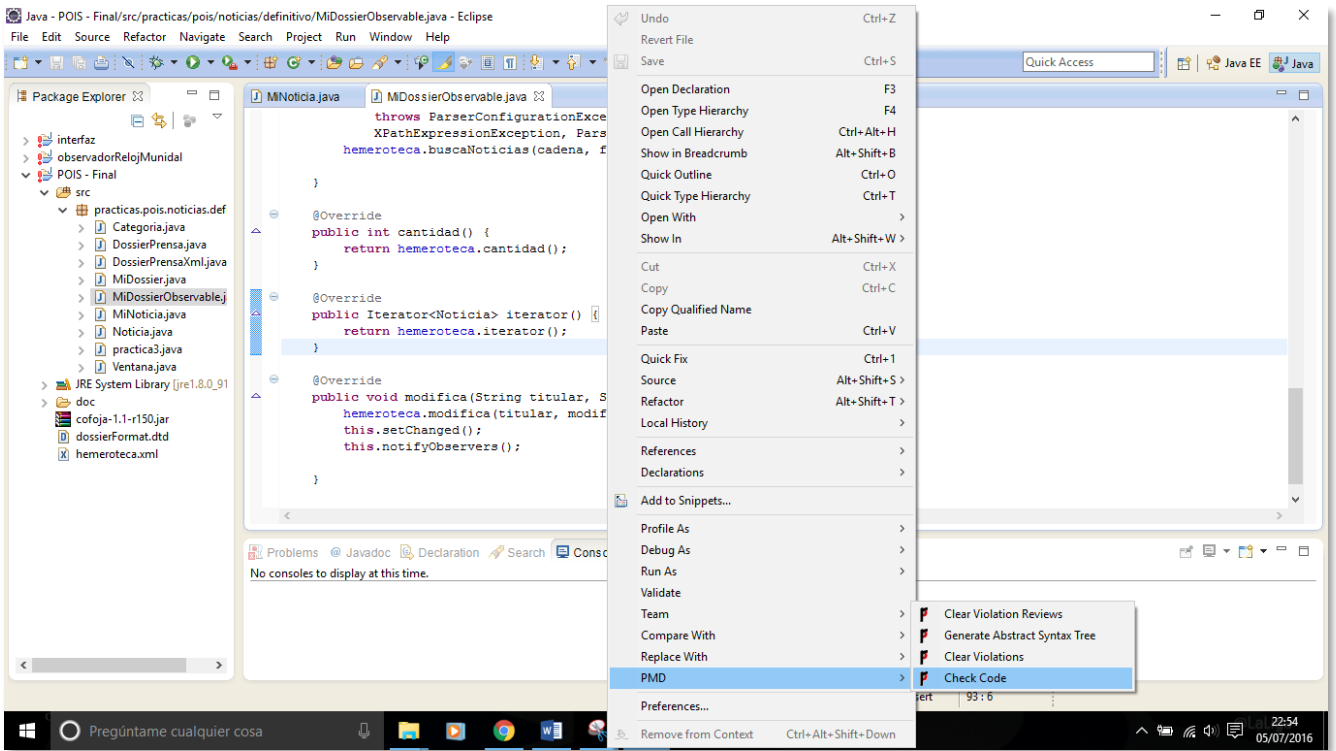 Java - POIS - Final/src/practicas/pois/noticias/definitivo/MiDossierObservable.java - Eclipse
File Edit Source Refactor Navigate Search Project Run Window Help
Quick Access
Java EE
Java
Package Explorer
interfaz
observadorRelojMunidal
POIS - Final
src
practicas.pois.noticias.def
Categoria.java
DossierPrensa.java
DossierPrensaXml.java
MiDossier.java
MiDossierObservable.j
MiNoticia.java
Noticia.java
practica3.java
Ventana.java
JRE System Library [jre1.8.0_91
doc
cofoja-1.1-r150.jar
dossierFormat.dtd
hemeroteca.xml
MiNoticia.java
MiDossierObservable.java
throws ParserConfigurationExce
XPathExpressionException, Pars
hemeroteca.buscaNoticias(cadena, f
}
@Override
public int cantidad() {
return hemeroteca.cantidad();
}
@Override
public Iterator<Noticia> iterator() {
return hemeroteca.iterator();
}
@Override
public void modifica(String titular, S
hemeroteca.modifica(titular, modif
this.setChanged();
this.notifyObservers();
}
Problems @ Javadoc Declaration Search Consc
No consoles to display at this time.
Undo Ctrl+Z
Revert File
Save Ctrl+S
Open Declaration F3
Open Type Hierarchy F4
Open Call Hierarchy Ctrl+Alt+H
Show in Breadcrumb Alt+Shift+B
Quick Outline Ctrl+O
Quick Type Hierarchy Ctrl+T
Open With
Show In Alt+Shift+W
Cut Ctrl+X
Copy Ctrl+C
Copy Qualified Name
Paste Ctrl+V
Quick Fix Ctrl+1
Source Alt+Shift+S
Refactor Alt+Shift+T
Local History
References
Declarations
Add to Snippets...
Profile As
Debug As
Run As
Validate
Team
Compare With
Replace With
PMD
Preferences...
Remove from Context Ctrl+Alt+Shift+Down
Clear Violation Reviews
Generate Abstract Syntax Tree
Clear Violations
Check Code
sert 93 : 6
Pregúntame cualquier cosa
22:54
05/07/2016